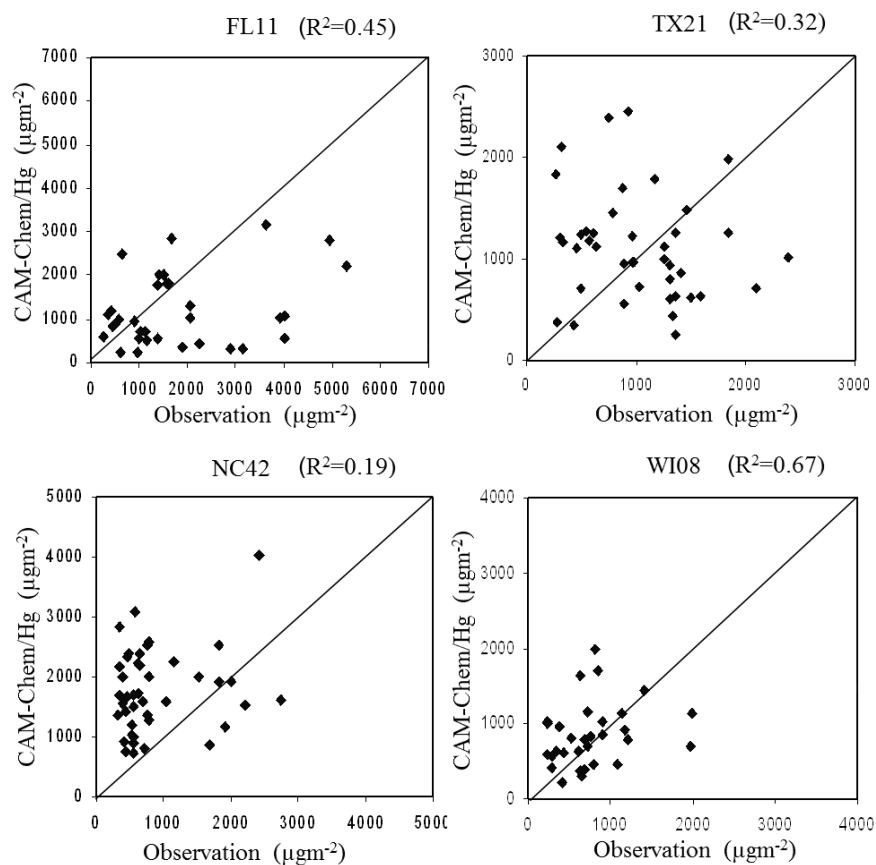 FL11 (R²=0.45)
CAM-Chem/Hg (µgm⁻²)
7000
6000
5000
4000
3000
2000
1000
0
0 1000 2000 3000 4000 5000 6000 7000
Observation (µgm⁻²)
TX21 (R²=0.32)
CAM-Chem/Hg (µgm⁻²)
3000
2000
1000
0
0 1000 2000 3000
Observation (µgm⁻²)
NC42 (R²=0.19)
CAM-Chem/Hg (µgm⁻²)
5000
4000
3000
2000
1000
0
0 1000 2000 3000 4000 5000
Observation (µgm⁻²)
WI08 (R²=0.67)
CAM-Chem/Hg (µgm⁻²)
4000
3000
2000
1000
0
0 1000 2000 3000 4000
Observation (µgm⁻²)